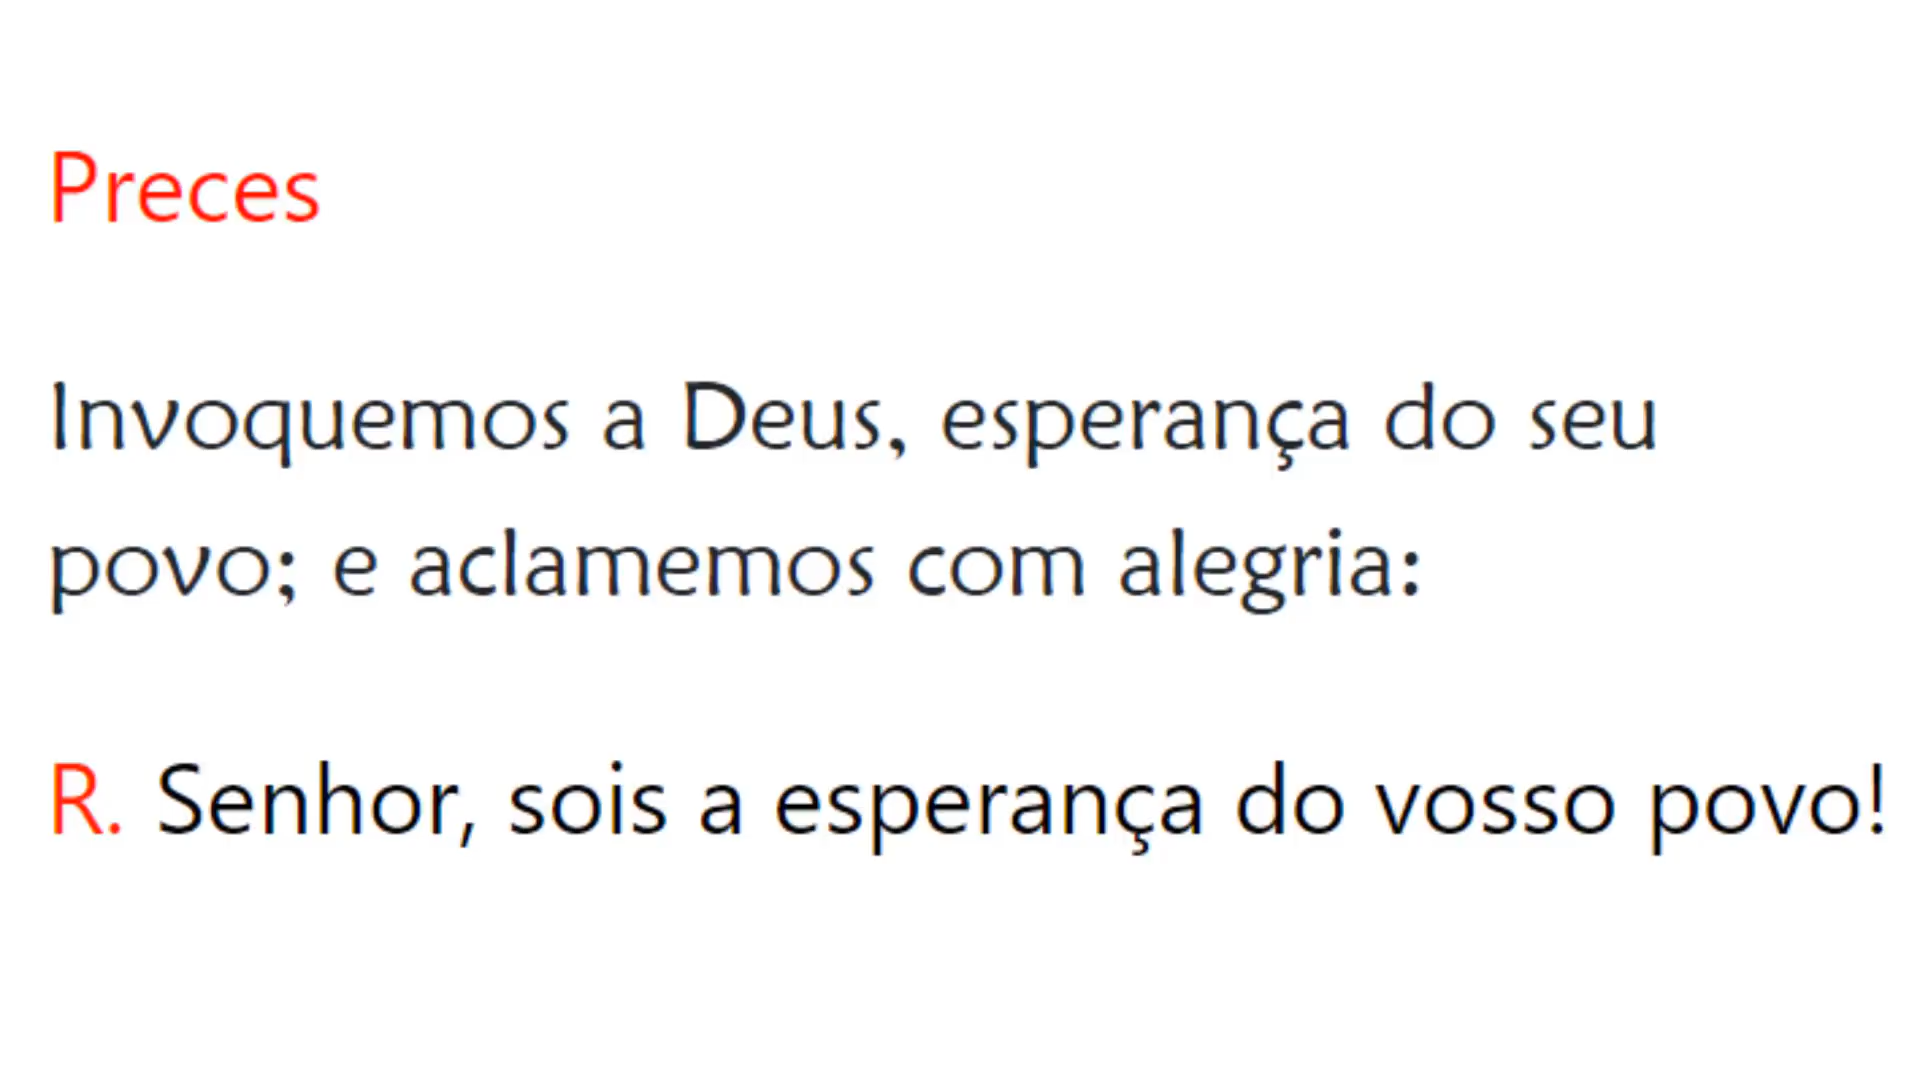 Preces
Invoquemos a Deus, esperança do seu
povo; e aclamemos com alegria:
R. Senhor, sois a esperança do vosso povo!